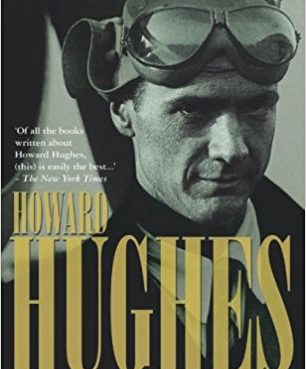 'Of all the books
written about
Howard Hughes,
(this) is easily the best...'
– The New York Times
HOWARD
HUGHES